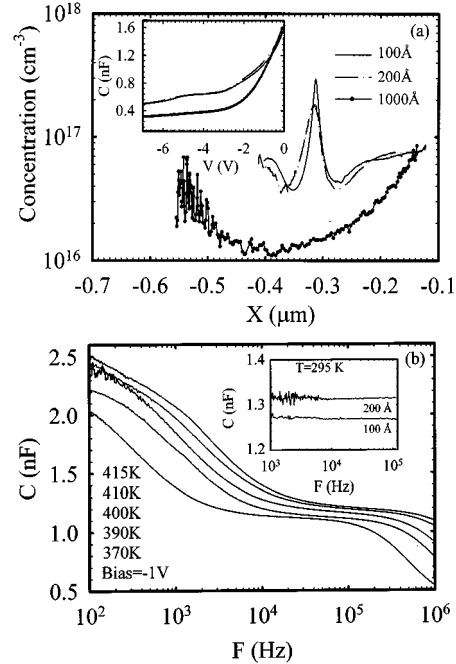 (a)
Concentration (cm-3)
10^18
10^17
10^16
1.6
1.2
0.8
0.4
C (nF)
-6 -4 -2 0
V (V)
100Å
200Å
1000Å
-0.7 -0.6 -0.5 -0.4 -0.3 -0.2 -0.1
X (μm)
(b)
C (nF)
2.5
2.0
1.5
1.0
0.5
T=295 K
1.4
1.3
1.2
C (nF)
200 Å
100 Å
10^3 10^4 10^5
F (Hz)
415K
410K
400K
390K
370K
Bias=-1V
10^2 10^3 10^4 10^5 10^6
F (Hz)